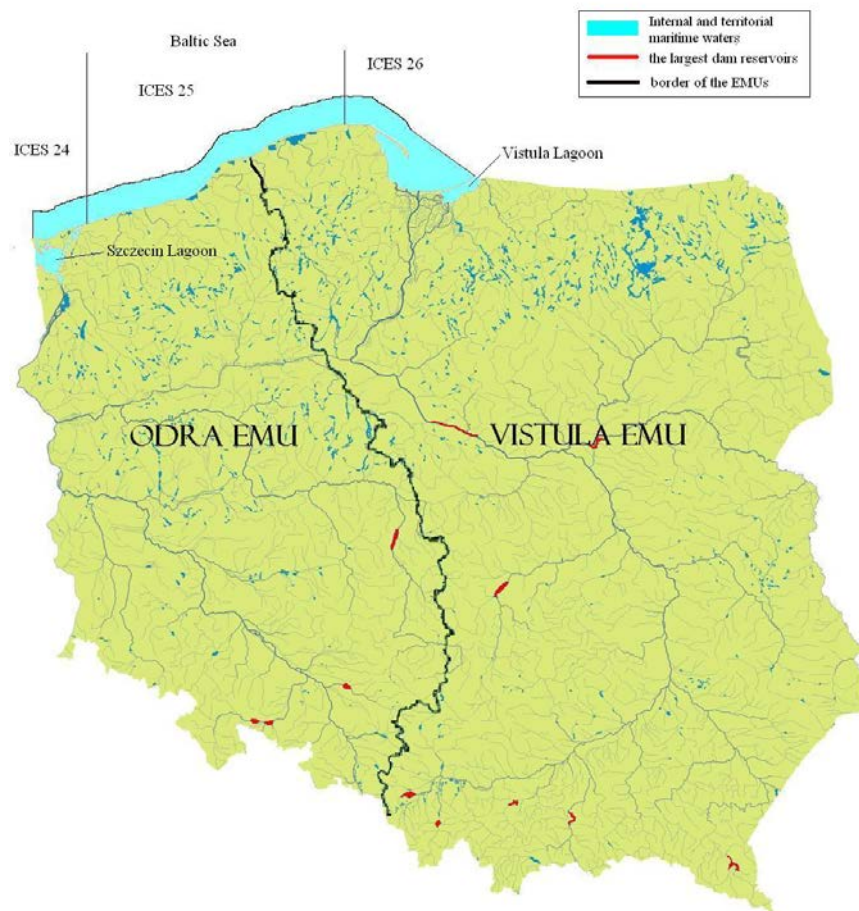 Internal and territorial
maritime waters
the largest dam reservoirs
border of the EMUs
Baltic Sea
ICES 26
ICES 25
ICES 24
Vistula Lagoon
Szczecin Lagoon
ODRA EMU
VISTULA EMU